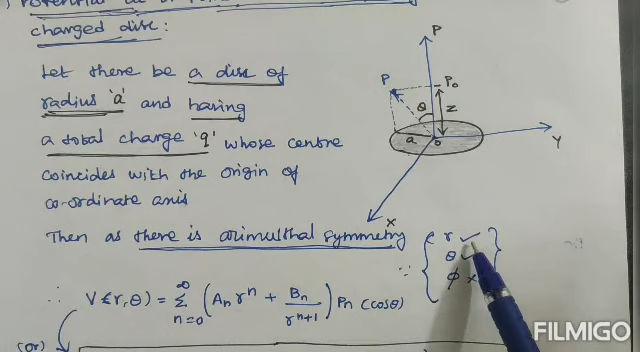 changed disc:
Let there be a disc of
radius 'a' and having
a total charge 'q' whose centre
coincides with the origin of
co-ordinate axis
P
P
P₀
θ
Z
a
o
Y
X
Then as there is azimuthal symmetry
∵ { r ✓
θ ✓
ϕ × }
∴ V(r,θ) = ∞∑n=0 (Aₙ rⁿ + Bₙ/rⁿ⁺¹) Pₙ (cosθ)
(or)
FILMIGO